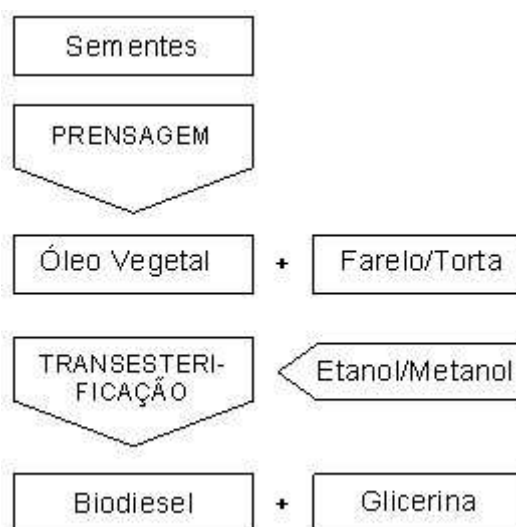 Sementes
PRENSAGEM
Óleo Vegetal + Farelo/Torta
TRANSESTERI-
FICAÇÃO
Etanol/Metanol
Biodiesel + Glicerina